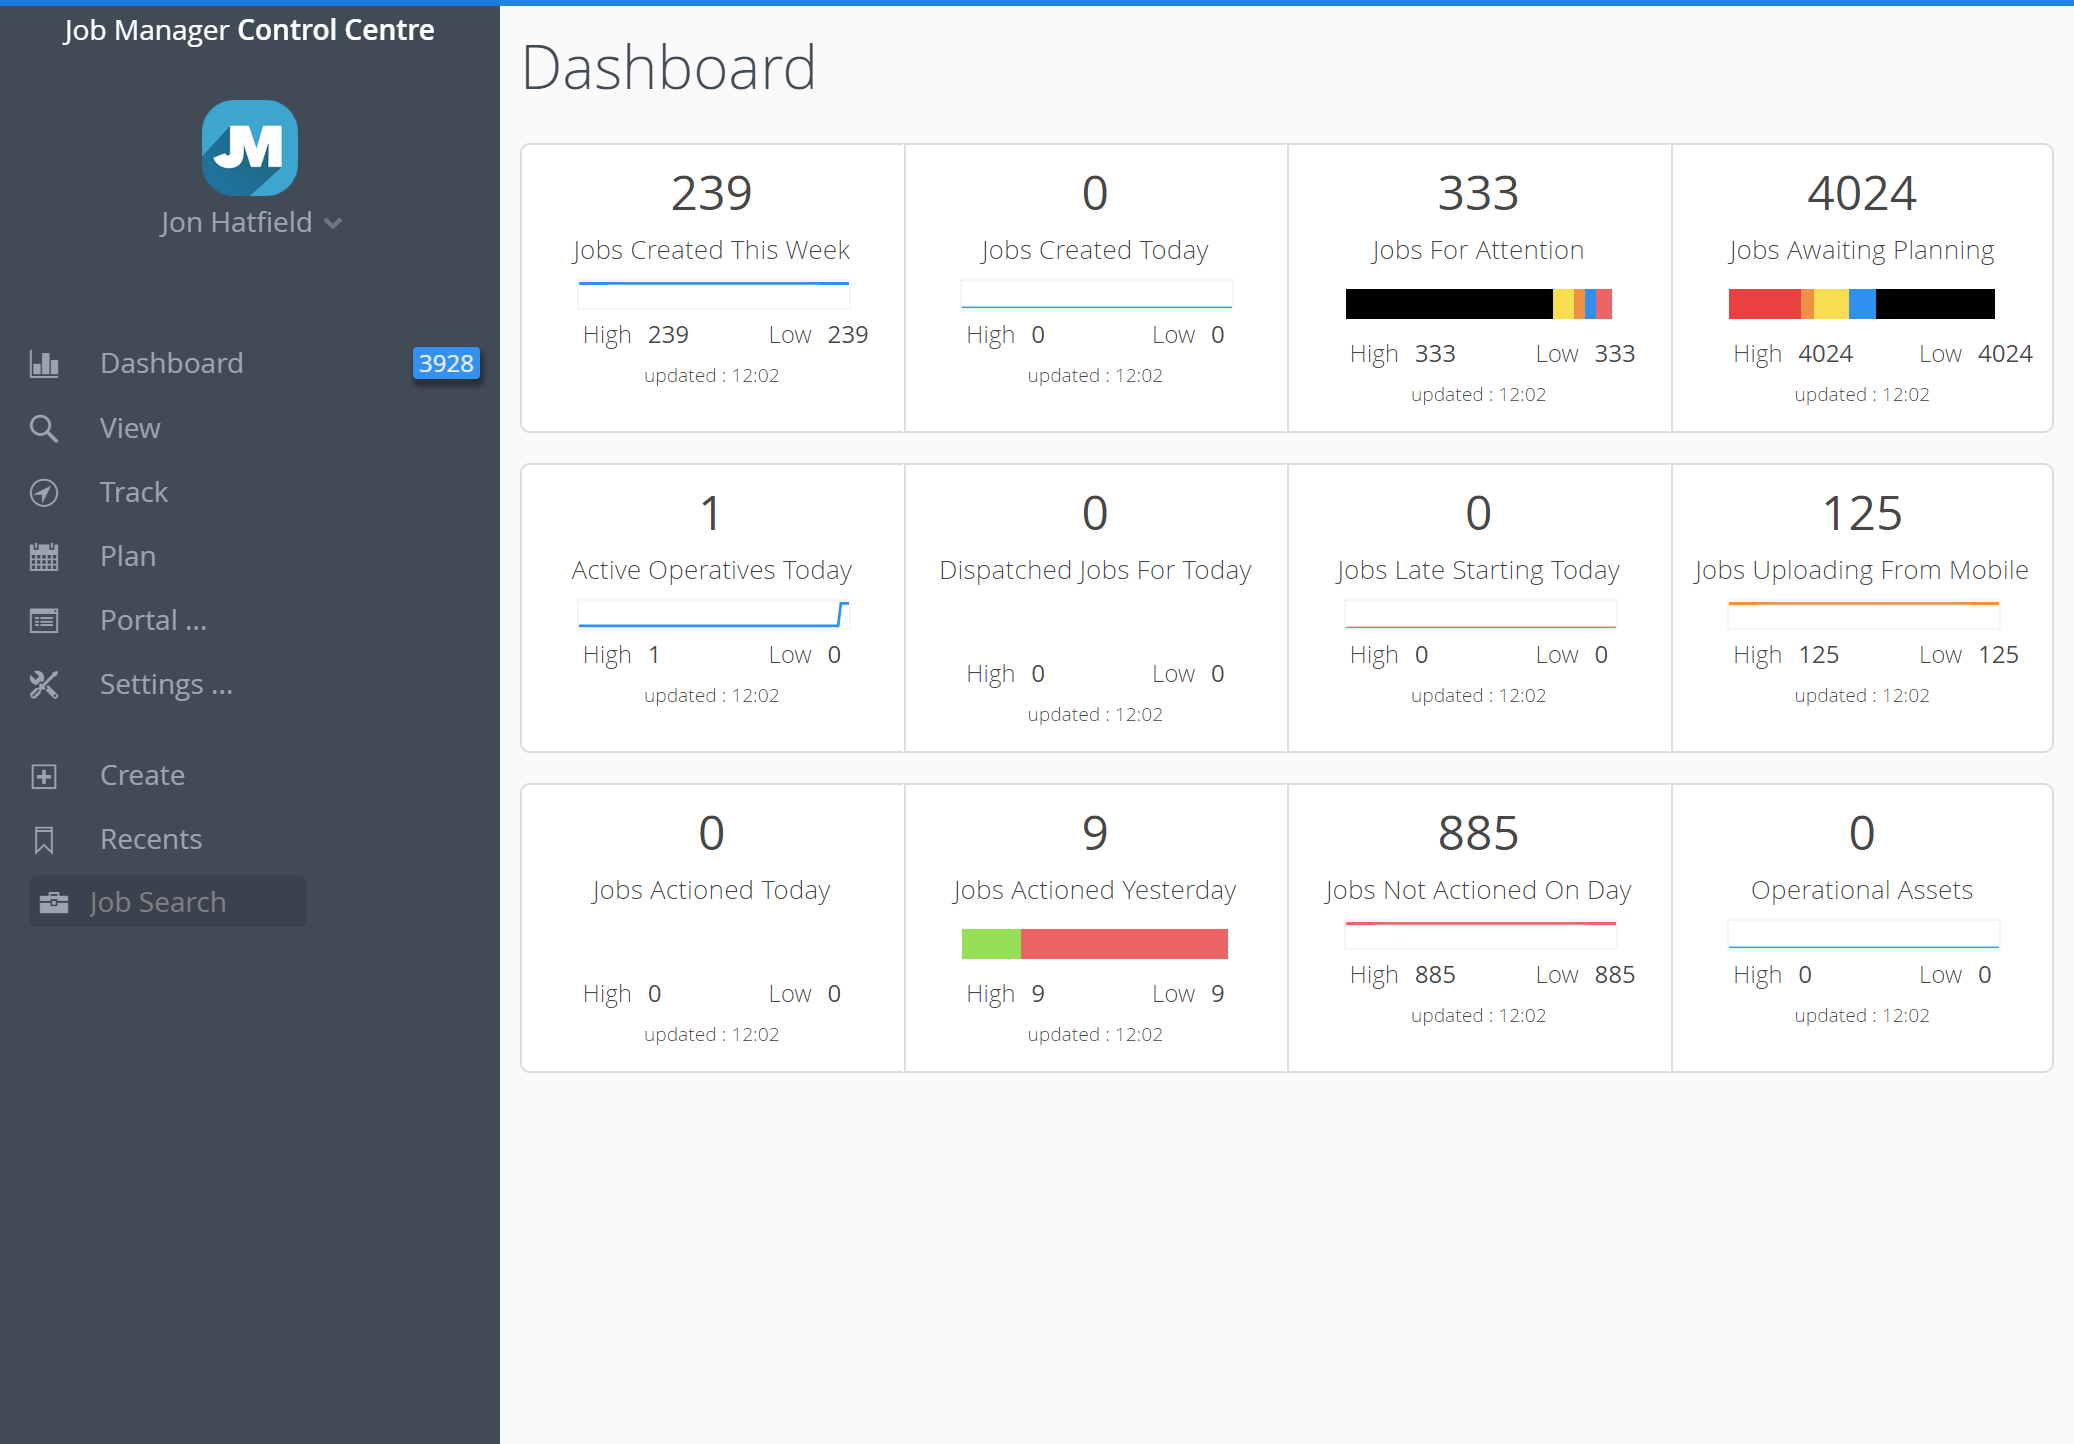 Job Manager Control Centre
JM
Jon Hatfield
Dashboard 3928
View
Track
Plan
Portal ...
Settings ...
Create
Recents
Job Search
Dashboard
239
Jobs Created This Week
High 239 Low 239
updated : 12:02
0
Jobs Created Today
High 0 Low 0
updated : 12:02
333
Jobs For Attention
High 333 Low 333
updated : 12:02
4024
Jobs Awaiting Planning
High 4024 Low 4024
updated : 12:02
1
Active Operatives Today
High 1 Low 0
updated : 12:02
0
Dispatched Jobs For Today
High 0 Low 0
updated : 12:02
0
Jobs Late Starting Today
High 0 Low 0
updated : 12:02
125
Jobs Uploading From Mobile
High 125 Low 125
updated : 12:02
0
Jobs Actioned Today
High 0 Low 0
updated : 12:02
9
Jobs Actioned Yesterday
High 9 Low 9
updated : 12:02
885
Jobs Not Actioned On Day
High 885 Low 885
updated : 12:02
0
Operational Assets
High 0 Low 0
updated : 12:02